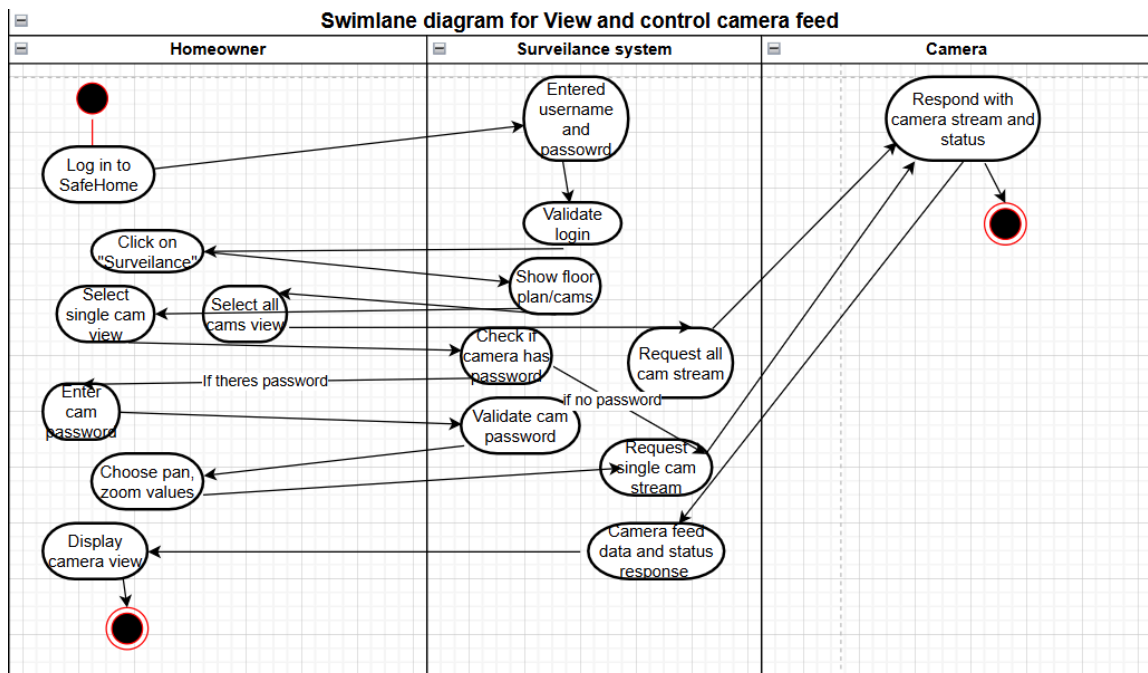 Swimlane diagram for View and control camera feed
Homeowner
Surveilance system
Camera
Entered
username
and
passowrd
Respond with
camera stream and
status
Log in to
SafeHome
Validate
login
Click on
"Surveilance"
Show floor
plan/cams
Select
single cam
view
Select all
cams view
Check if
camera has
password
Request all
cam stream
If theres password
if no password
Enter
cam
password
Validate cam
password
Request
single cam
stream
Choose pan,
zoom values
Display
camera view
Camera feed
data and status
response